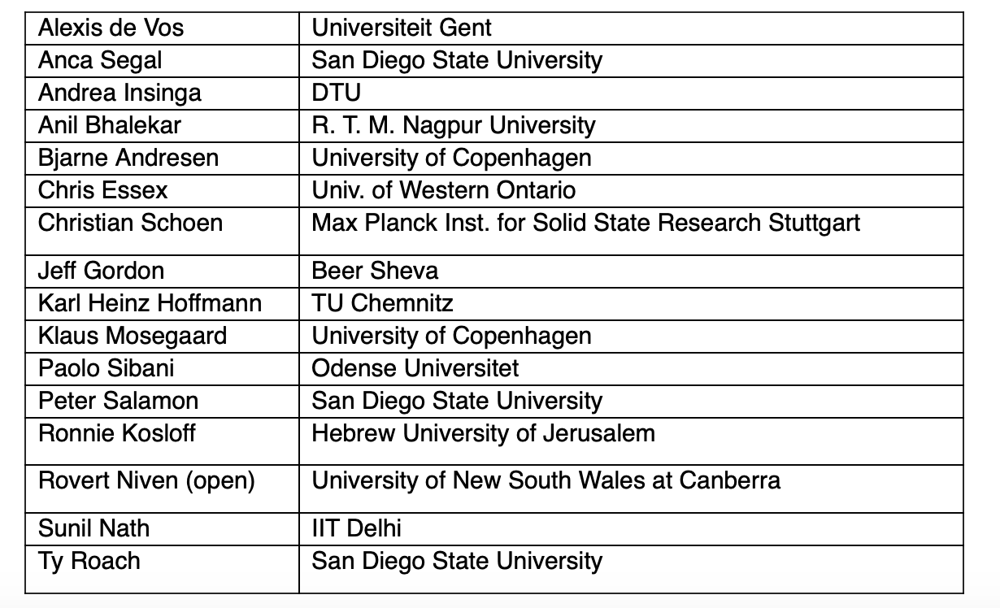 Alexis de Vos Universiteit Gent
Anca Segal San Diego State University
Andrea Insinga DTU
Anil Bhalekar R. T. M. Nagpur University
Bjarne Andresen University of Copenhagen
Chris Essex Univ. of Western Ontario
Christian Schoen Max Planck Inst. for Solid State Research Stuttgart
Jeff Gordon Beer Sheva
Karl Heinz Hoffmann TU Chemnitz
Klaus Mosegaard University of Copenhagen
Paolo Sibani Odense Universitet
Peter Salamon San Diego State University
Ronnie Kosloff Hebrew University of Jerusalem
Rovert Niven (open) University of New South Wales at Canberra
Sunil Nath IIT Delhi
Ty Roach San Diego State University